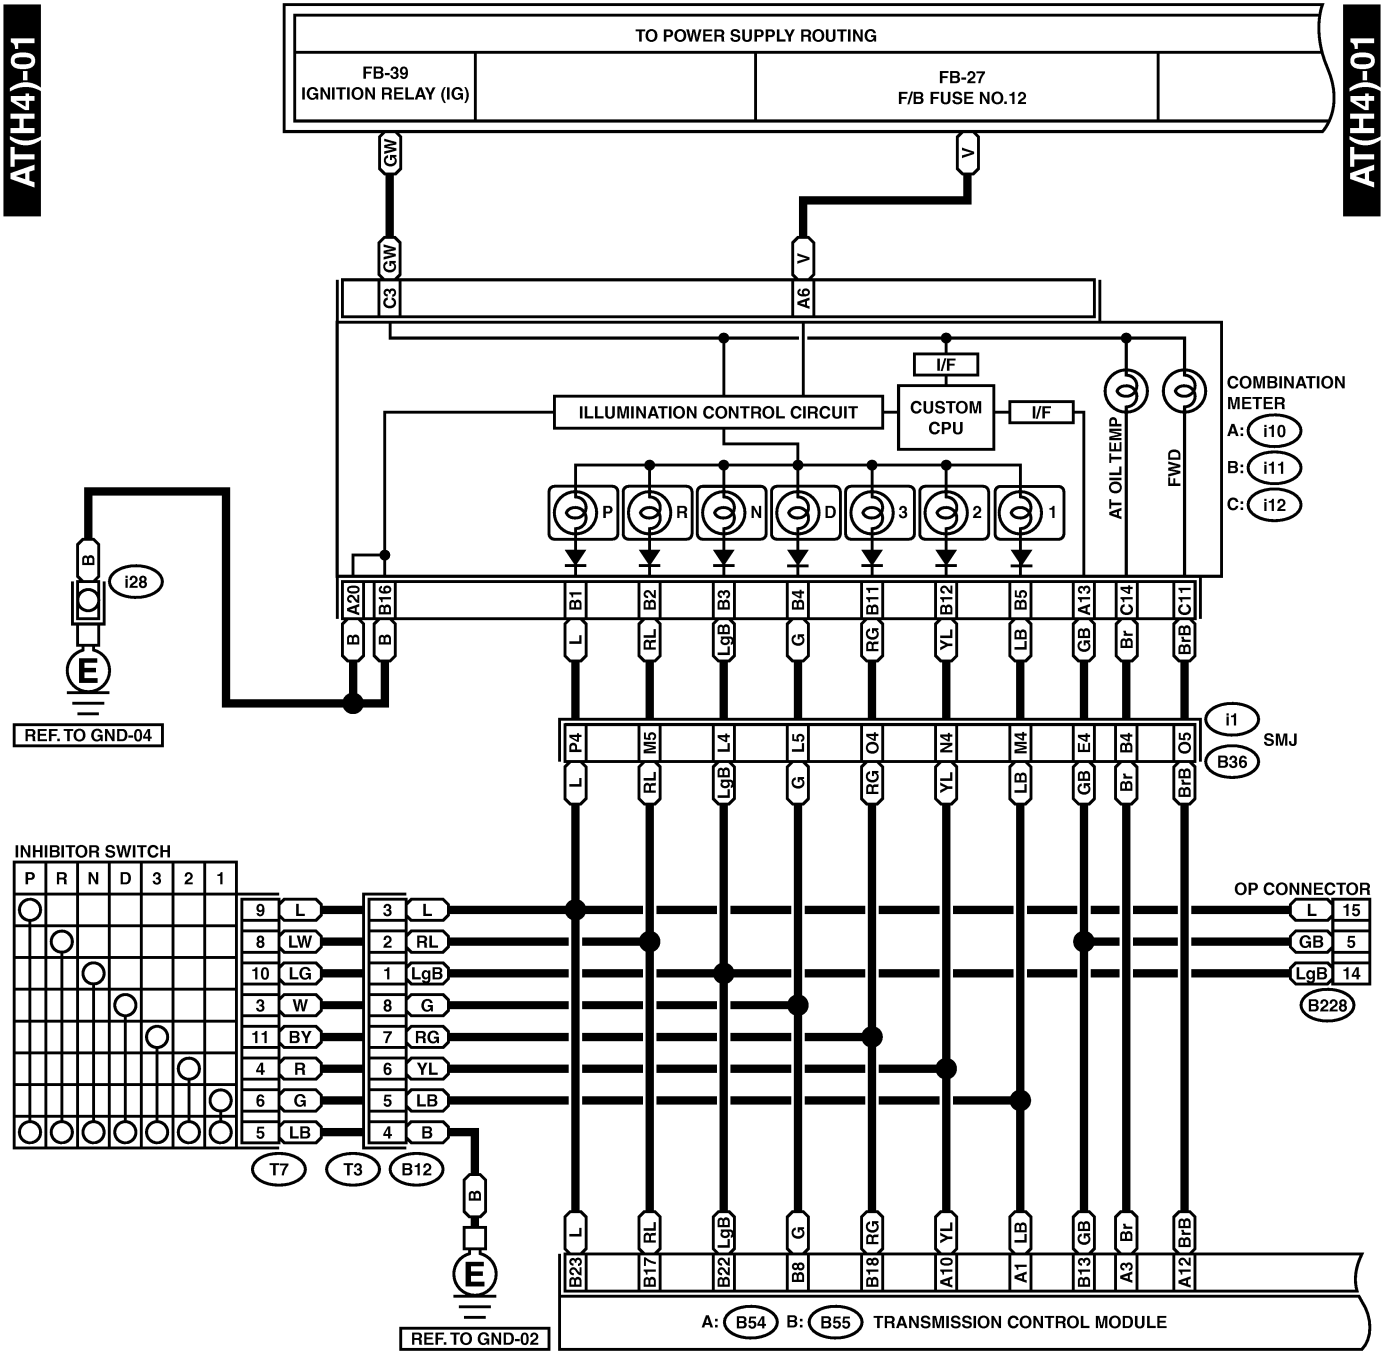 AT(H4)-01
AT(H4)-01
TO POWER SUPPLY ROUTING
FB-39
IGNITION RELAY (IG)
FB-27
F/B FUSE NO.12
GW
V
GW
V
C3
A6
I/F
ILLUMINATION CONTROL CIRCUIT
CUSTOM
CPU
I/F
AT OIL TEMP
FWD
COMBINATION
METER
A: i10
B: i11
C: i12
P
R
N
D
3
2
1
B
i28
E
REF. TO GND-04
A20 B16 B1 B2 B3 B4 B11 B12 B5 A13 C14 C11
B B L RL LgB G RG YL LB GB Br BrB
i1
SMJ
B36
P4 M5 L4 L5 O4 N4 M4 E4 B4 O5
L RL LgB G RG YL LB GB Br BrB
INHIBITOR SWITCH
P R N D 3 2 1
9 L 3 L
8 LW 2 RL
10 LG 1 LgB
3 W 8 G
11 BY 7 RG
4 R 6 YL
6 G 5 LB
5 LB 4 B
T7 T3 B12
OP CONNECTOR
L 15
GB 5
LgB 14
B228
B
E
REF. TO GND-02
L RL LgB G RG YL LB GB Br BrB
B23 B17 B22 B8 B18 A10 A1 B13 A3 A12
A: B54 B: B55 TRANSMISSION CONTROL MODULE